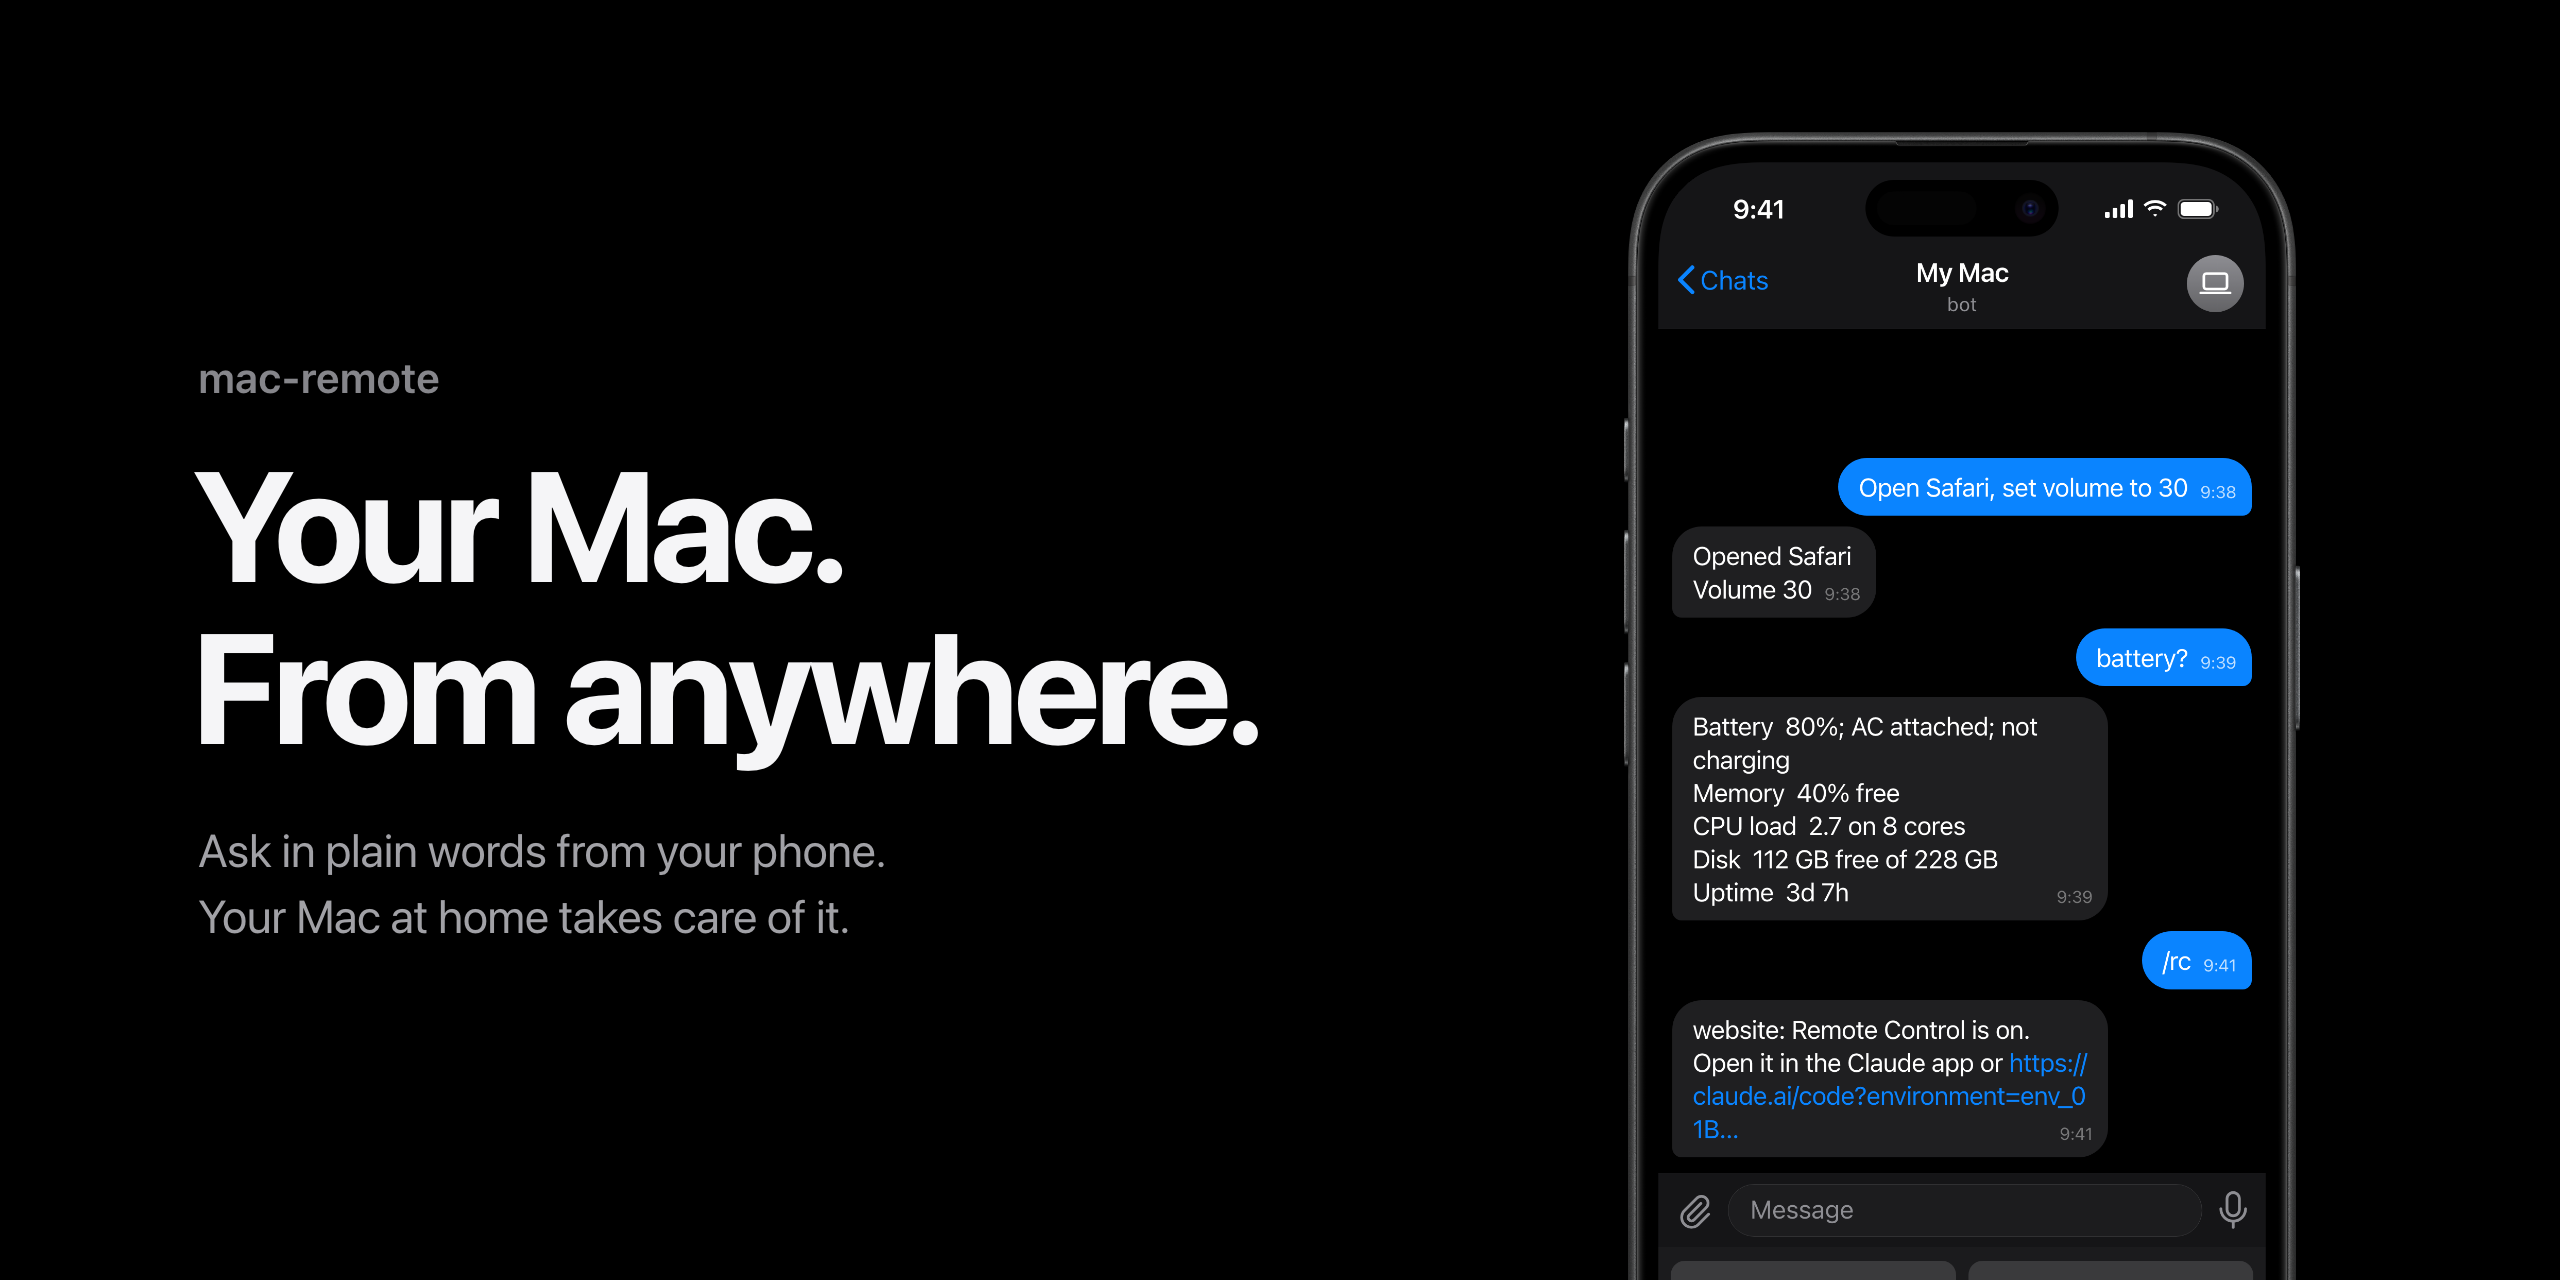 mac-remote
Your Mac.
From anywhere.
Ask in plain words from your phone.
Your Mac at home takes care of it.
9:41
Chats
My Mac
bot
Open Safari, set volume to 30 9:38
Opened Safari
Volume 30 9:38
battery? 9:39
Battery 80%; AC attached; not
charging
Memory 40% free
CPU load 2.7 on 8 cores
Disk 112 GB free of 228 GB
Uptime 3d 7h 9:39
/rc 9:41
website: Remote Control is on.
Open it in the Claude app or https://
claude.ai/code?environment=env_0
1B... 9:41
Message